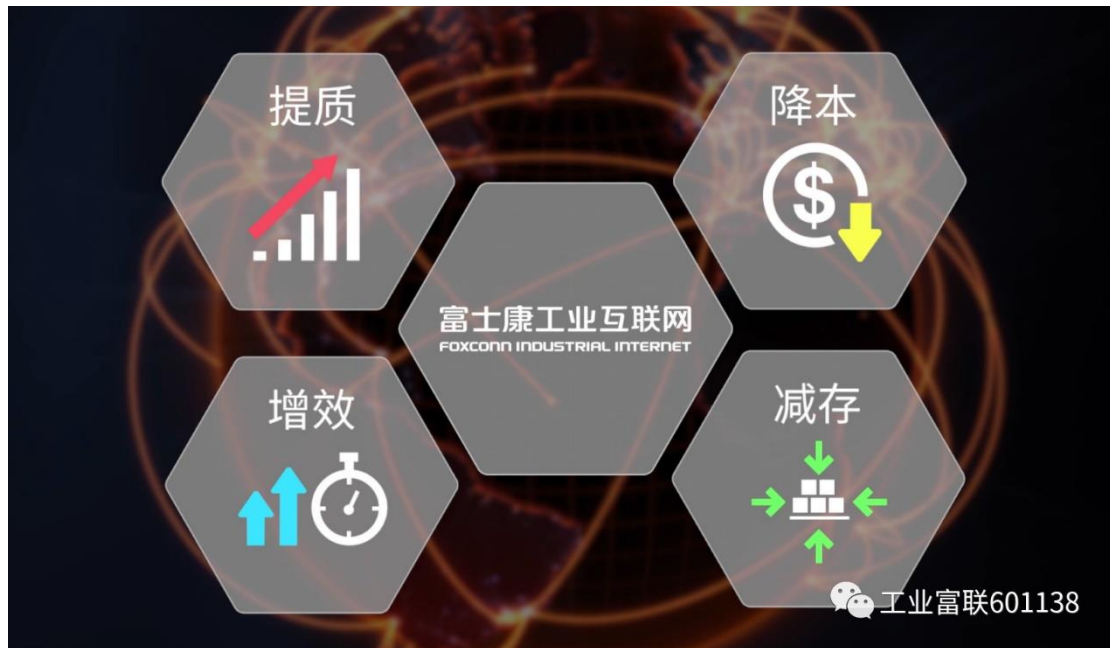 提质
降本
$
富士康工业互联网
FOXCONN INDUSTRIAL INTERNET
增效
减存
工业富联601138